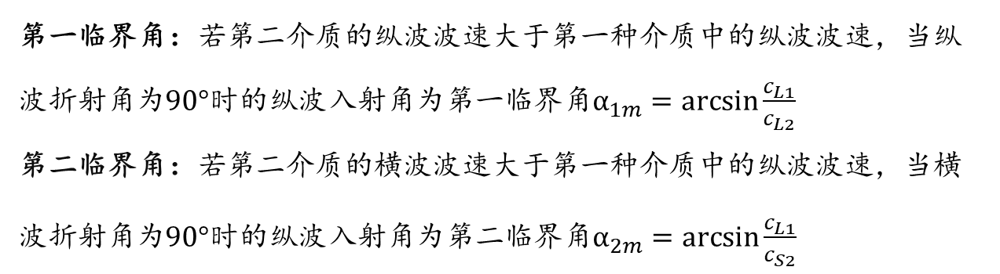 第一临界角：若第二介质的纵波波速大于第一种介质中的纵波波速，当纵
波折射角为90°时的纵波入射角为第一临界角α_{1m} = arcsin\frac{c_{L1}}{c_{L2}}
第二临界角：若第二介质的横波波速大于第一种介质中的纵波波速，当横
波折射角为90°时的纵波入射角为第二临界角α_{2m} = arcsin\frac{c_{L1}}{c_{S2}}